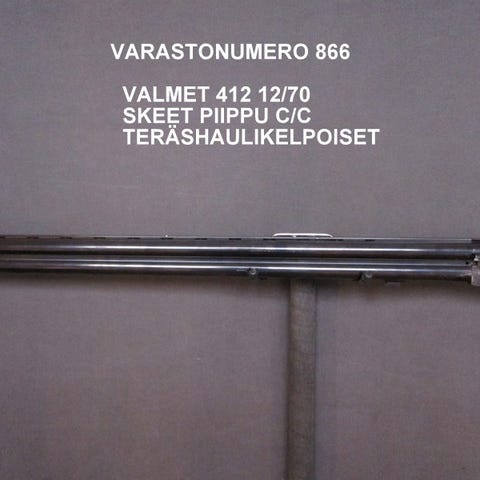 VARASTONUMERO 866
VALMET 412 12/70
SKEET PIIPPU C/C
TERÄSHAULIKELPOISET